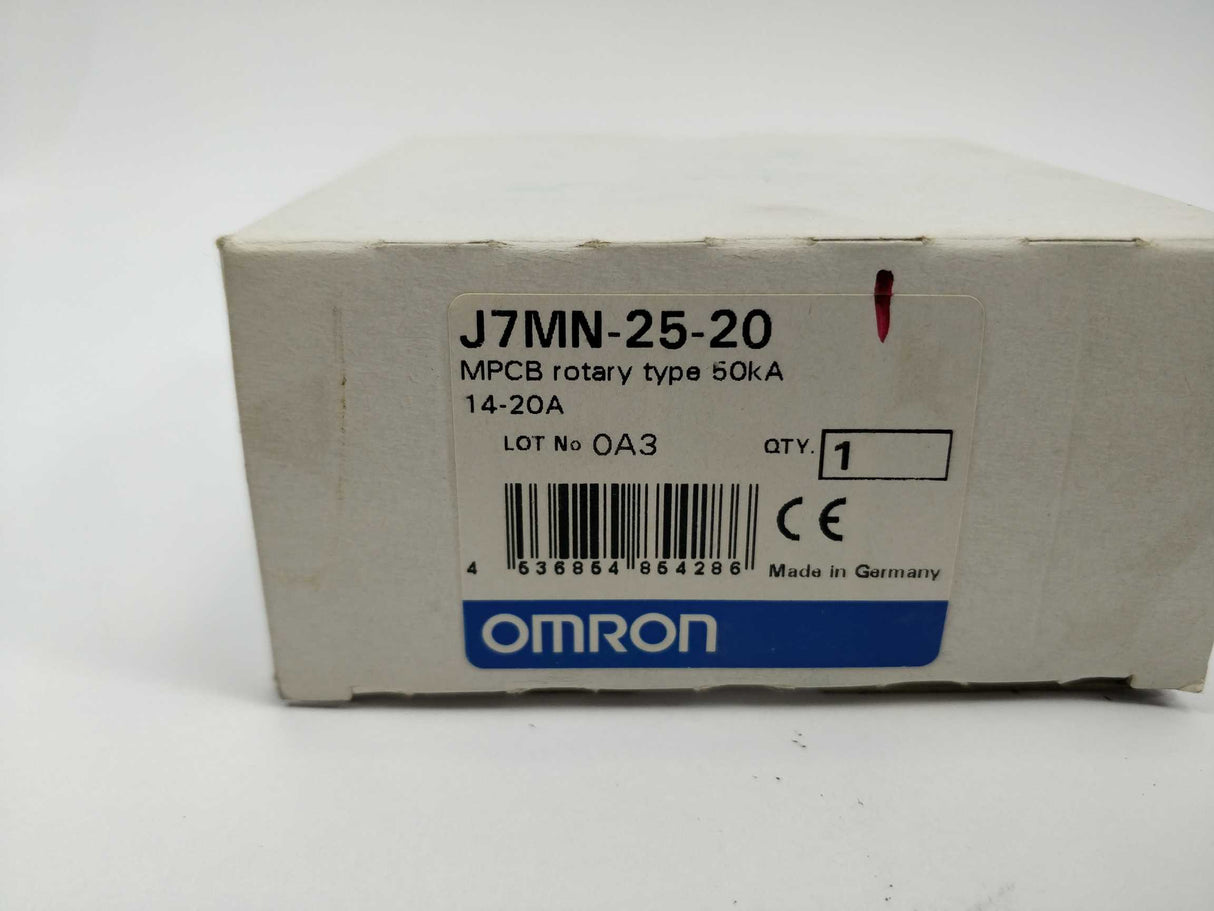 J7MN-25-20
MPCB rotary type 50kA
14-20A
LOT No 0A3 QTY. 1
CE
4 536854 854286 Made in Germany
OMRON